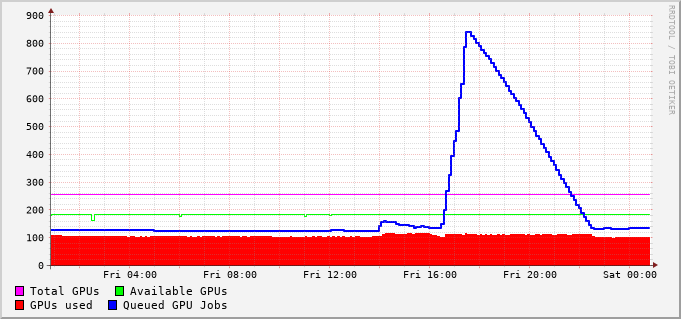 RRDTOOL / TOBI OETIKER
900
800
700
600
500
400
300
200
100
0
Fri 04:00 Fri 08:00 Fri 12:00 Fri 16:00 Fri 20:00 Sat 00:00
Total GPUs Available GPUs
GPUs used Queued GPU Jobs